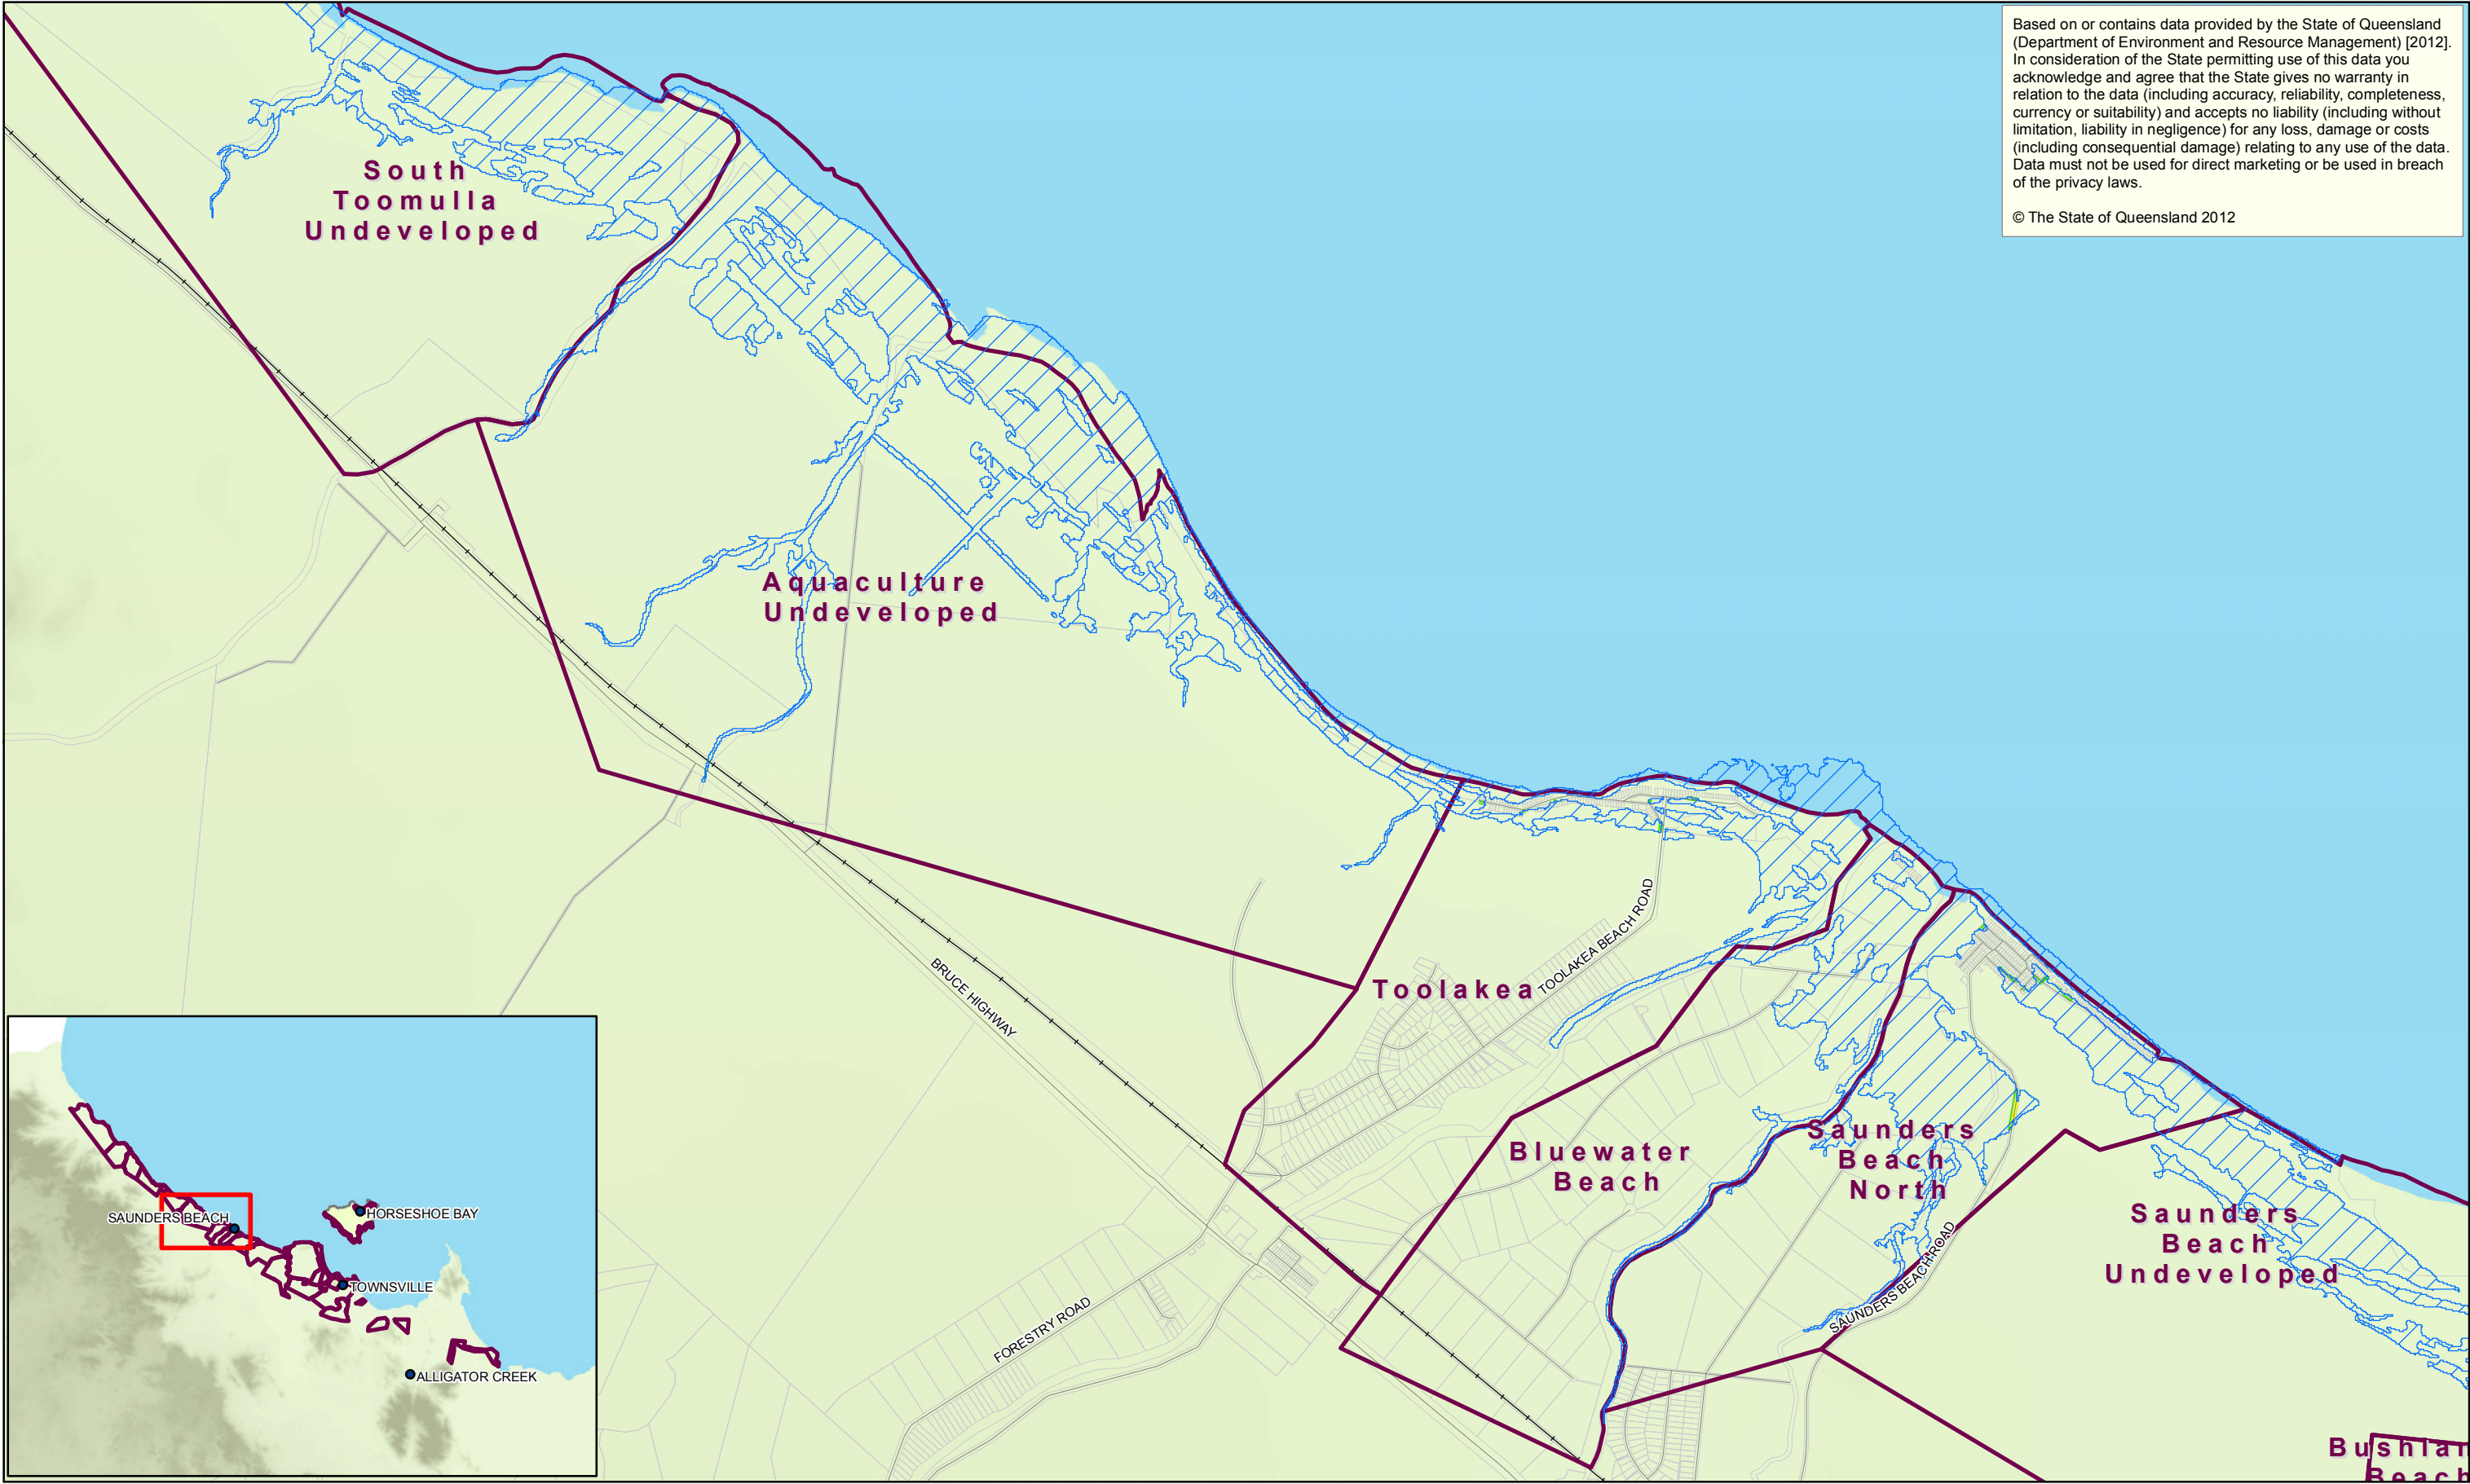 Based on or contains data provided by the State of Queensland
(Department of Environment and Resource Management) [2012].
In consideration of the State permitting use of this data you
acknowledge and agree that the State gives no warranty in
relation to the data (including accuracy, reliability, completeness,
currency or suitability) and accepts no liability (including without
limitation, liability in negligence) for any loss, damage or costs
(including consequential damage) relating to any use of the data.
Data must not be used for direct marketing or be used in breach
of the privacy laws.
© The State of Queensland 2012
South
Toomulla
Undeveloped
Aquaculture
Undeveloped
Toolakea
TOOLAKEA BEACH ROAD
BRUCE HIGHWAY
Bluewater
Beach
Saunders
Beach
North
Saunders
Beach
Undeveloped
SAUNDERS BEACH ROAD
FORESTRY ROAD
SAUNDERS BEACH
HORSESHOE BAY
TOWNSVILLE
ALLIGATOR CREEK
Beach